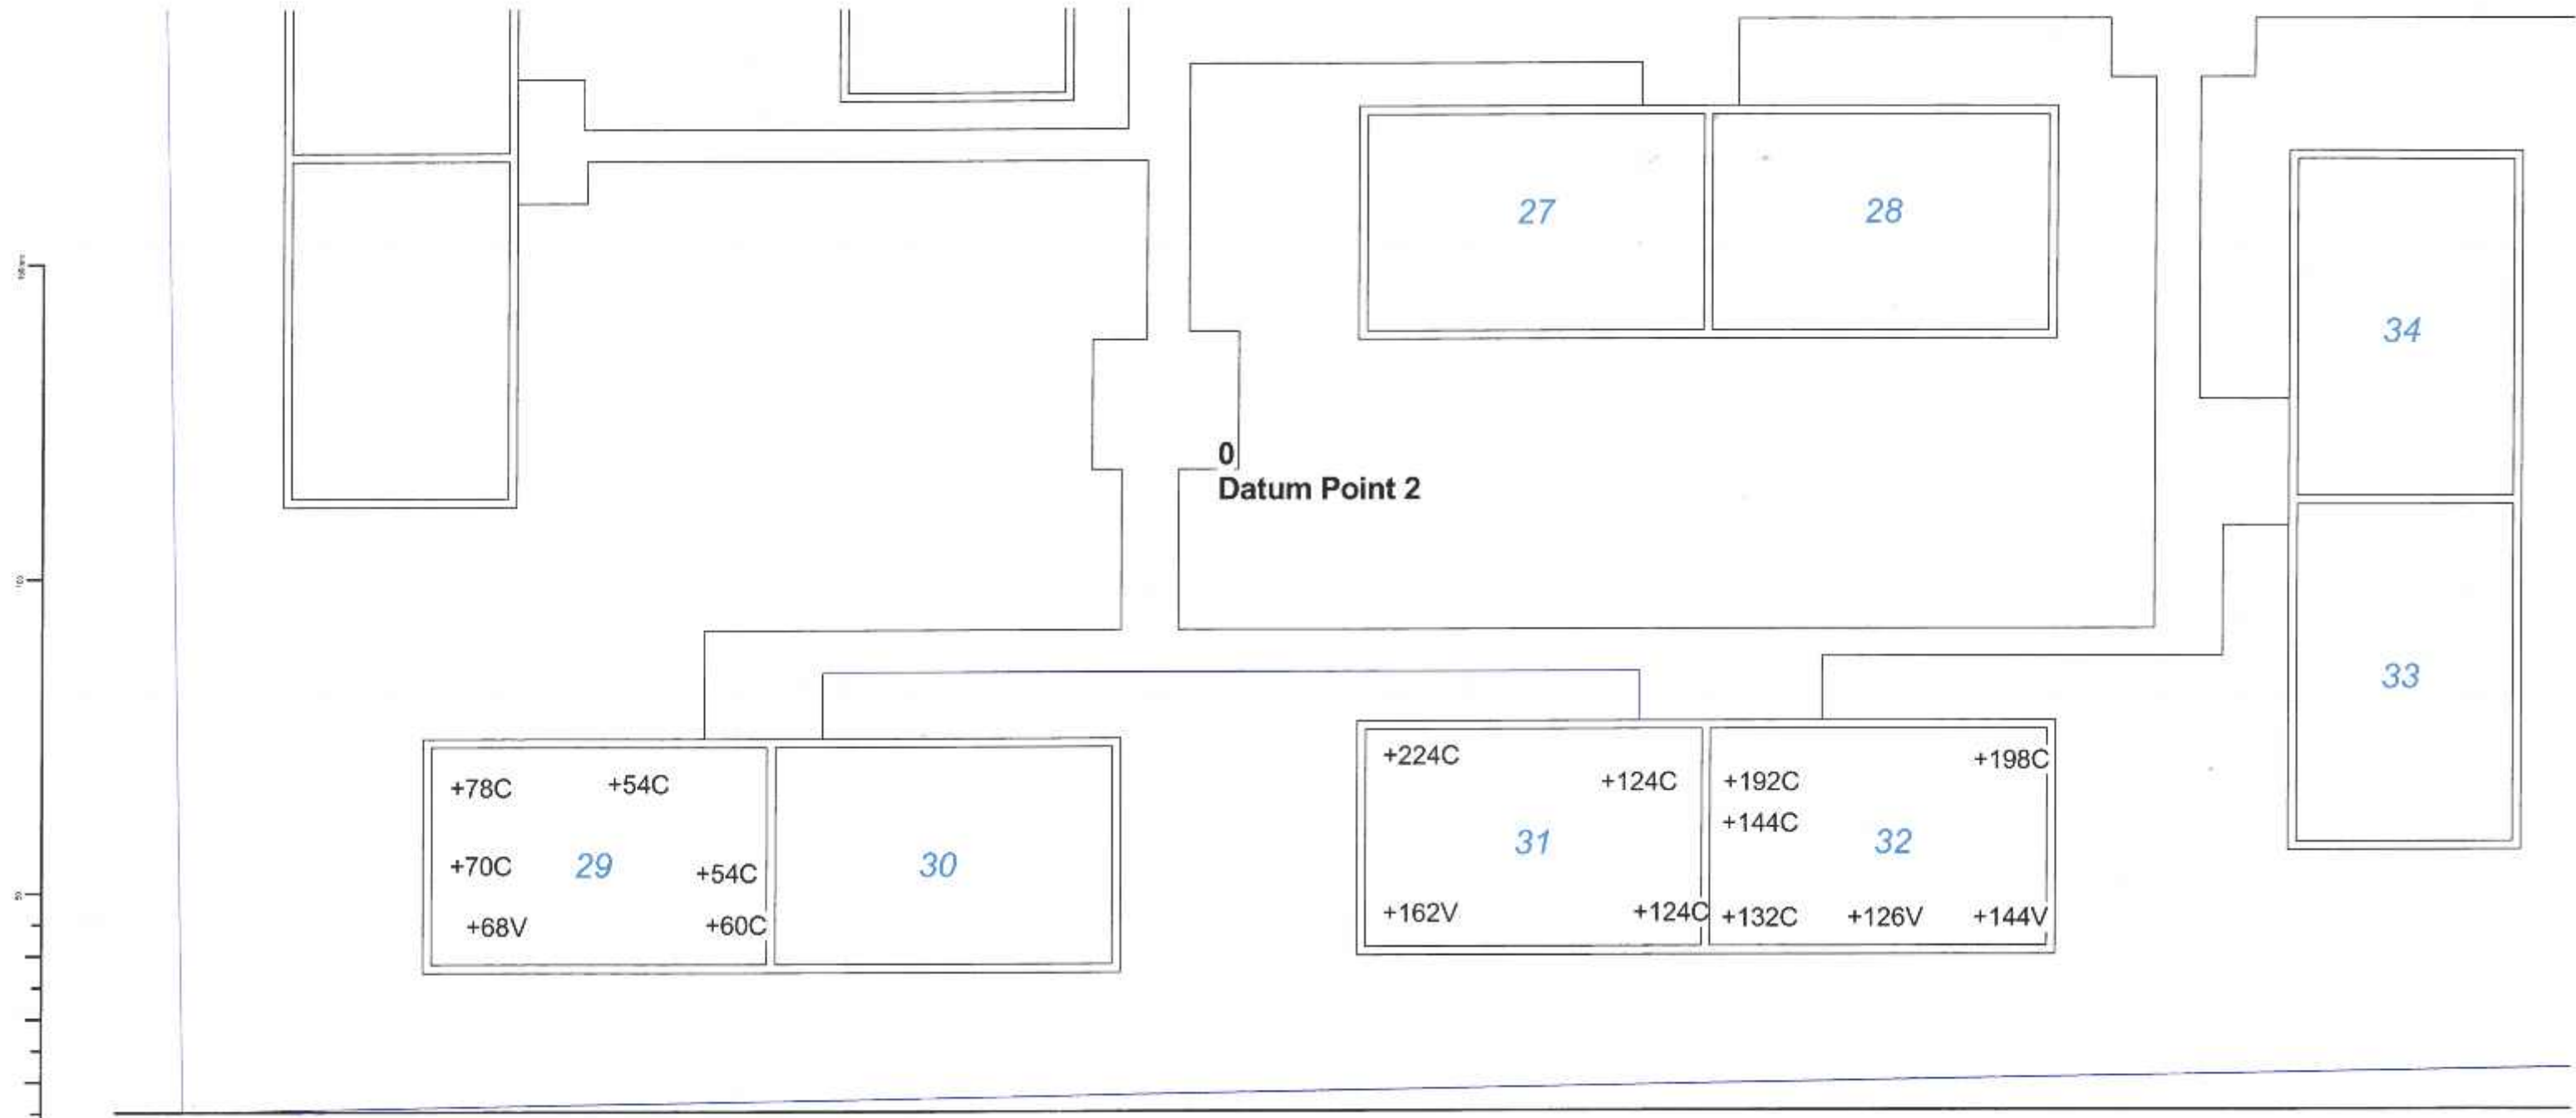 27
28
34
0
Datum Point 2
33
+224C
+198C
+124C
+192C
+78C
+54C
+144C
31
32
+70C
29
30
+54C
+162V
+124C
+132C
+126V
+144V
+68V
+60C